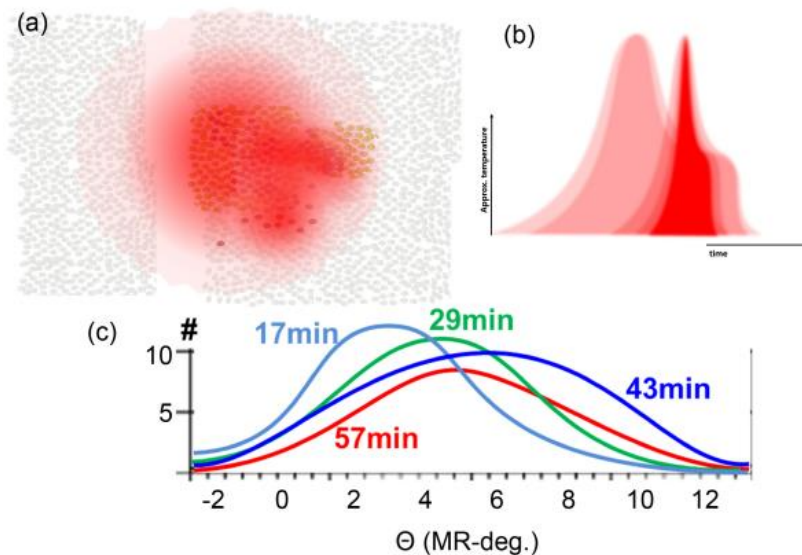 (a)
(b)
Approx. temperature
time
(c)
#
10
5
17min
29min
43min
57min
-2 0 2 4 6 8 10 12
Θ (MR-deg.)